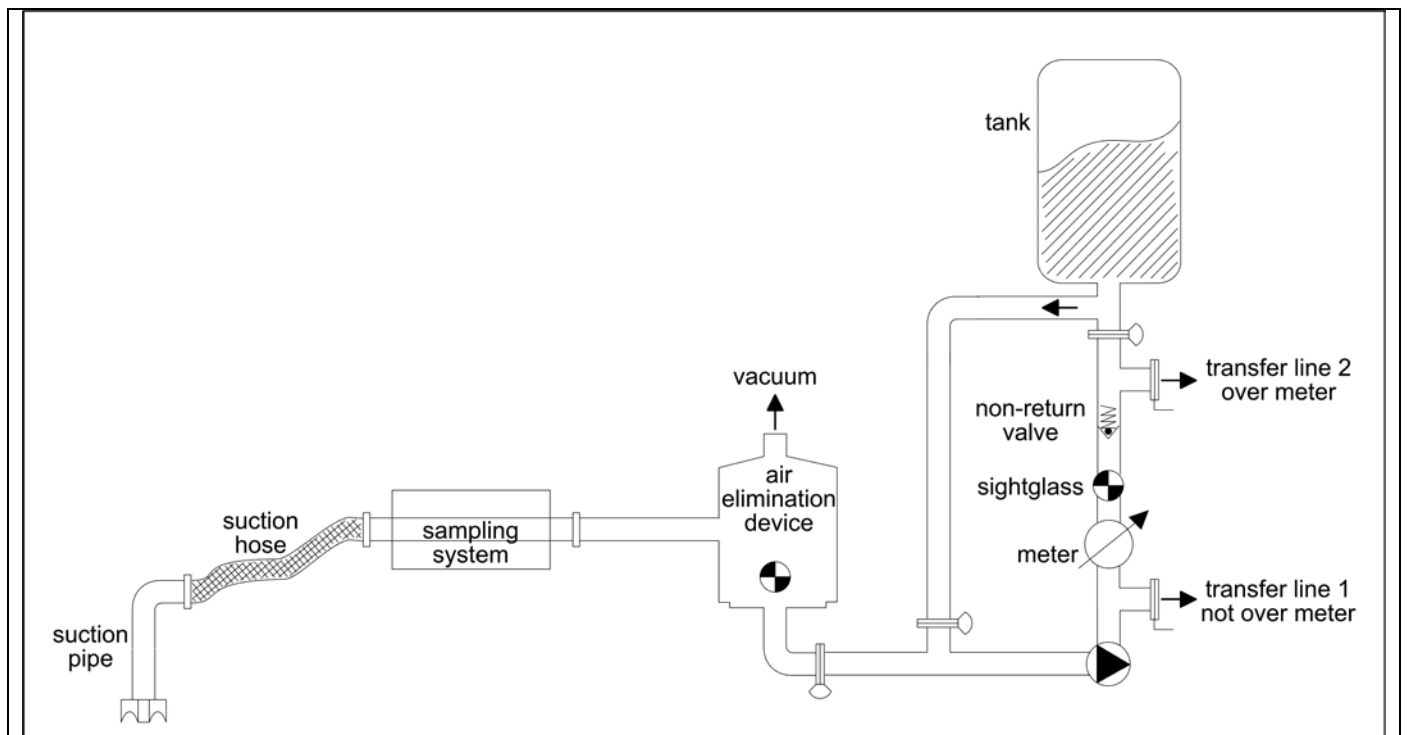 tank
transfer line 2
over meter
vacuum
non-return
valve
air
elimination
device
sightglass
suction
hose
sampling
system
meter
transfer line 1
not over meter
suction
pipe